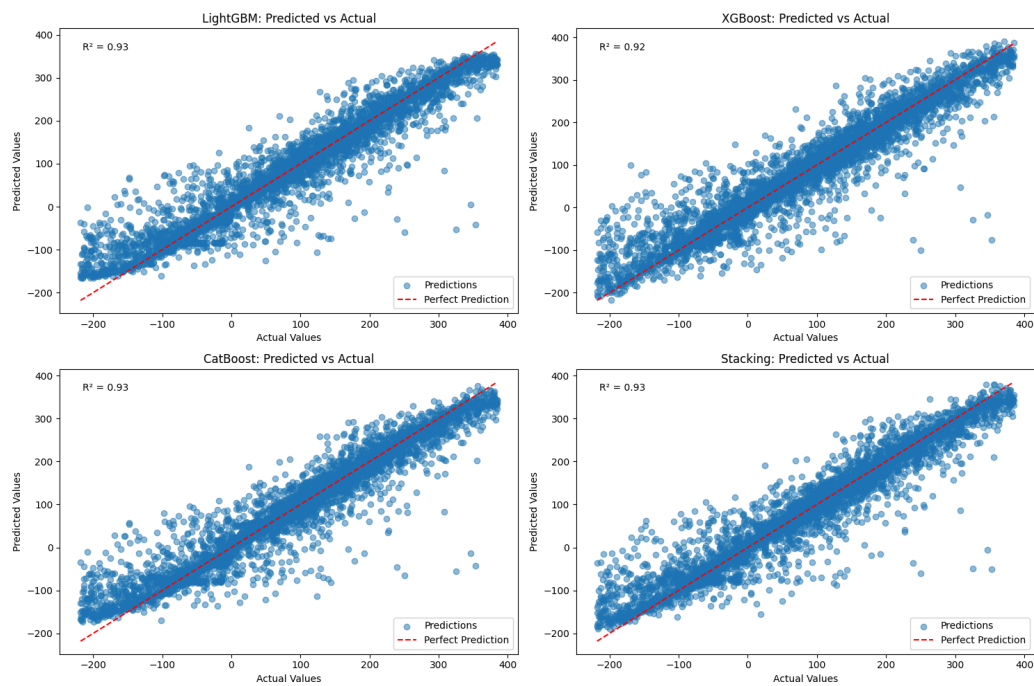 LightGBM: Predicted vs Actual
R² = 0.93
400
300
200
100
0
−100
−200
Predicted Values
−200 −100 0 100 200 300 400
Actual Values
Predictions
Perfect Prediction
XGBoost: Predicted vs Actual
R² = 0.92
400
300
200
100
0
−100
−200
Predicted Values
−200 −100 0 100 200 300 400
Actual Values
Predictions
Perfect Prediction
CatBoost: Predicted vs Actual
R² = 0.93
400
300
200
100
0
−100
−200
Predicted Values
−200 −100 0 100 200 300 400
Actual Values
Predictions
Perfect Prediction
Stacking: Predicted vs Actual
R² = 0.93
400
300
200
100
0
−100
−200
Predicted Values
−200 −100 0 100 200 300 400
Actual Values
Predictions
Perfect Prediction